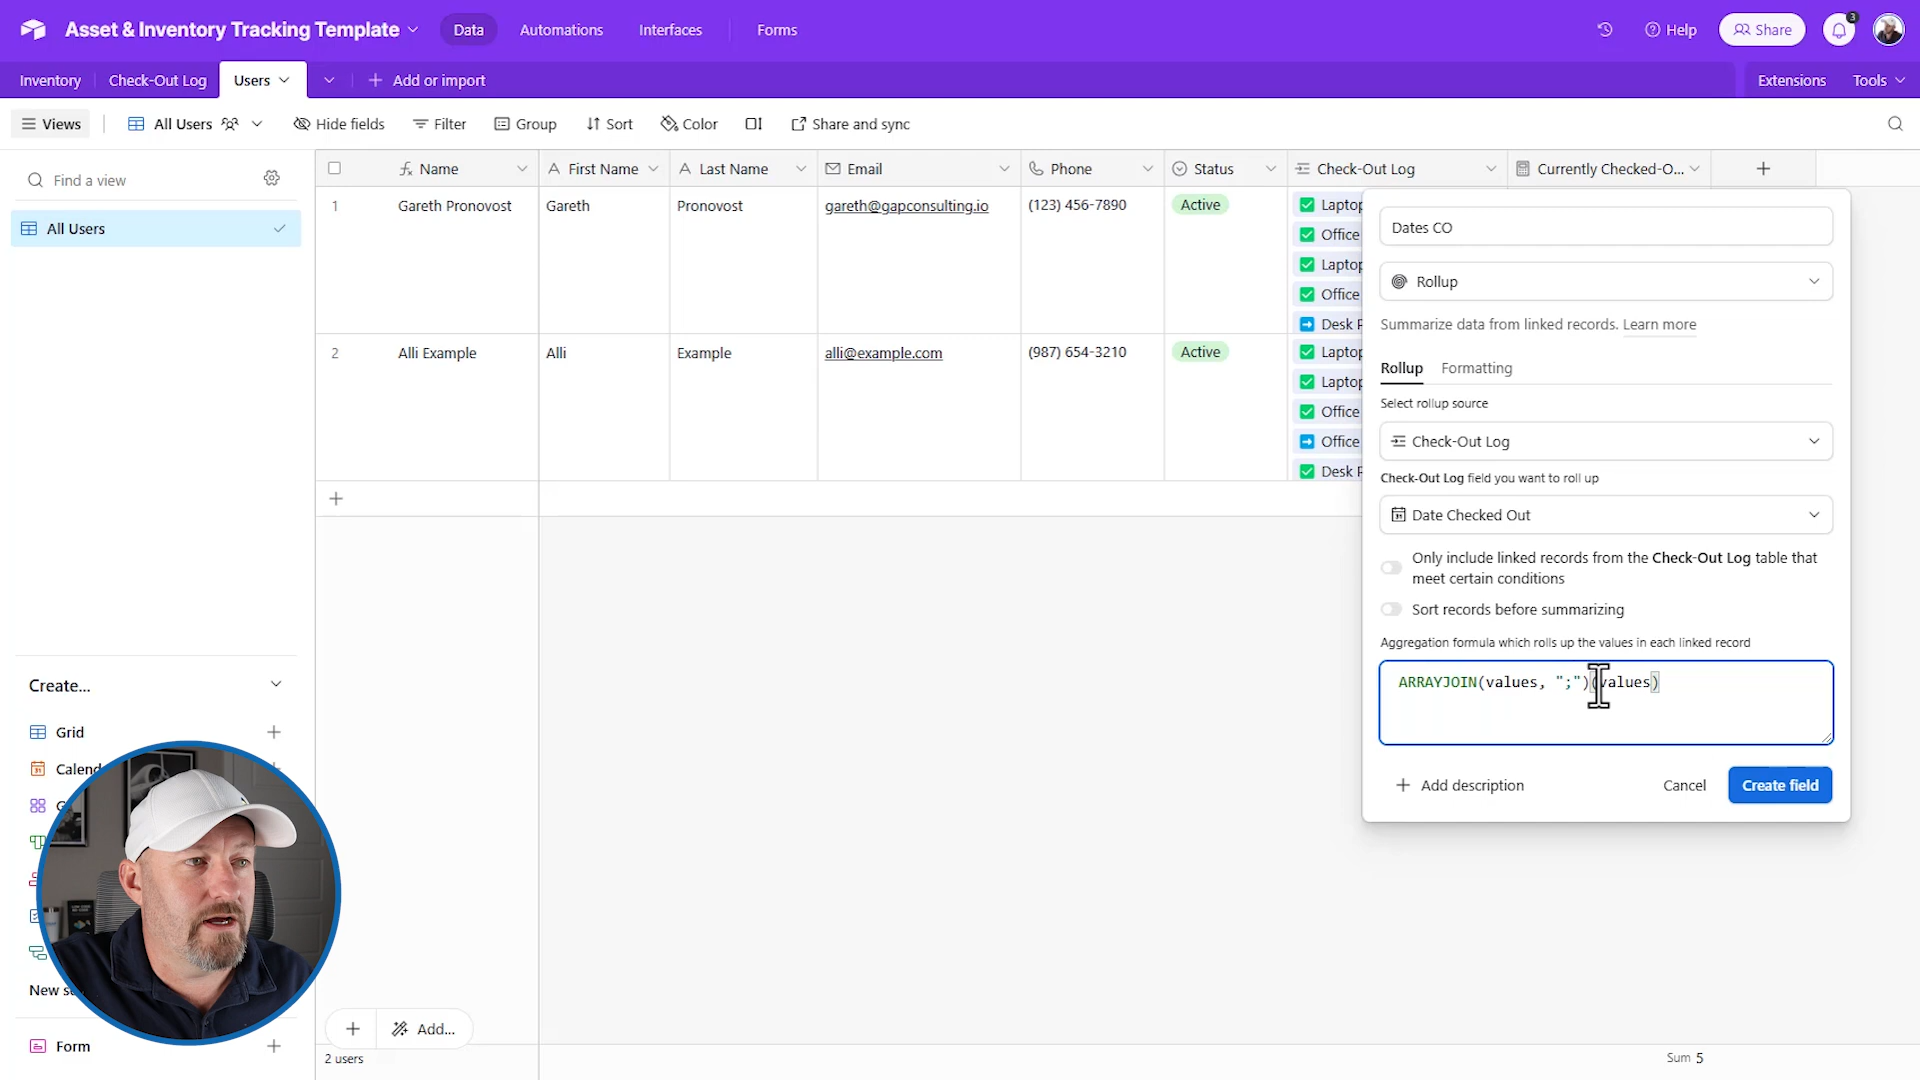 Asset & Inventory Tracking Template
Data
Automations
Interfaces
Forms
Help
Share
3
Inventory
Check-Out Log
Users
Add or import
Extensions
Tools
Views
All Users
Hide fields
Filter
Group
Sort
Color
Share and sync
Find a view
All Users
Name
First Name
Last Name
Email
Phone
Status
Check-Out Log
Currently Checked-O...
1
Gareth Pronovost
Gareth
Pronovost
gareth@gapconsulting.io
(123) 456-7890
Active
Laptop
Office
Laptop
Office
Desk P
2
Alli Example
Alli
Example
alli@example.com
(987) 654-3210
Active
Laptop
Laptop
Office
Office
Desk P
Dates CO
Rollup
Summarize data from linked records. Learn more
Rollup
Formatting
Select rollup source
Check-Out Log
Check-Out Log field you want to roll up
Date Checked Out
Only include linked records from the Check-Out Log table that
meet certain conditions
Sort records before summarizing
Aggregation formula which rolls up the values in each linked record
ARRAYJOIN(values, ";")(values)
Add description
Cancel
Create field
Create...
Grid
Calend
G
New s
Form
Add...
2 users
Sum 5